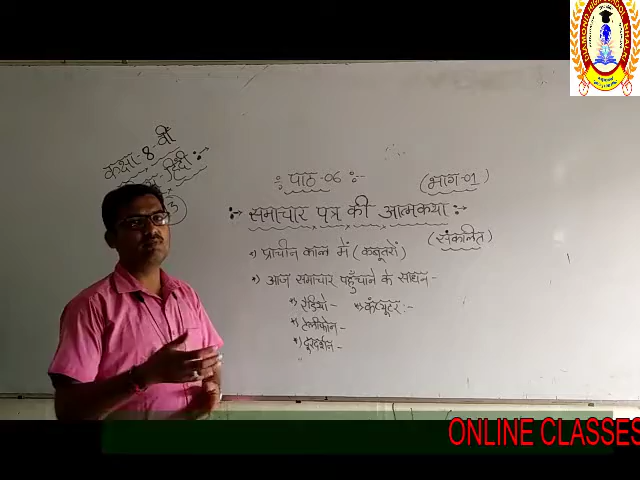 कक्षा-8 वी
हिंदी :→
:पाठ-06 :-
(भाग-01)
:→ समाचार पत्र की आत्मकथा :→
(संकलित)
*) प्राचीन काल में (कबूतरों)
*) आज समाचार पहुँचाने के साधन -
*) रेडियो - *) कंप्यूटर :-
*) टेलीफोन -
*) दूरदर्शन -
ONLINE CLASSES